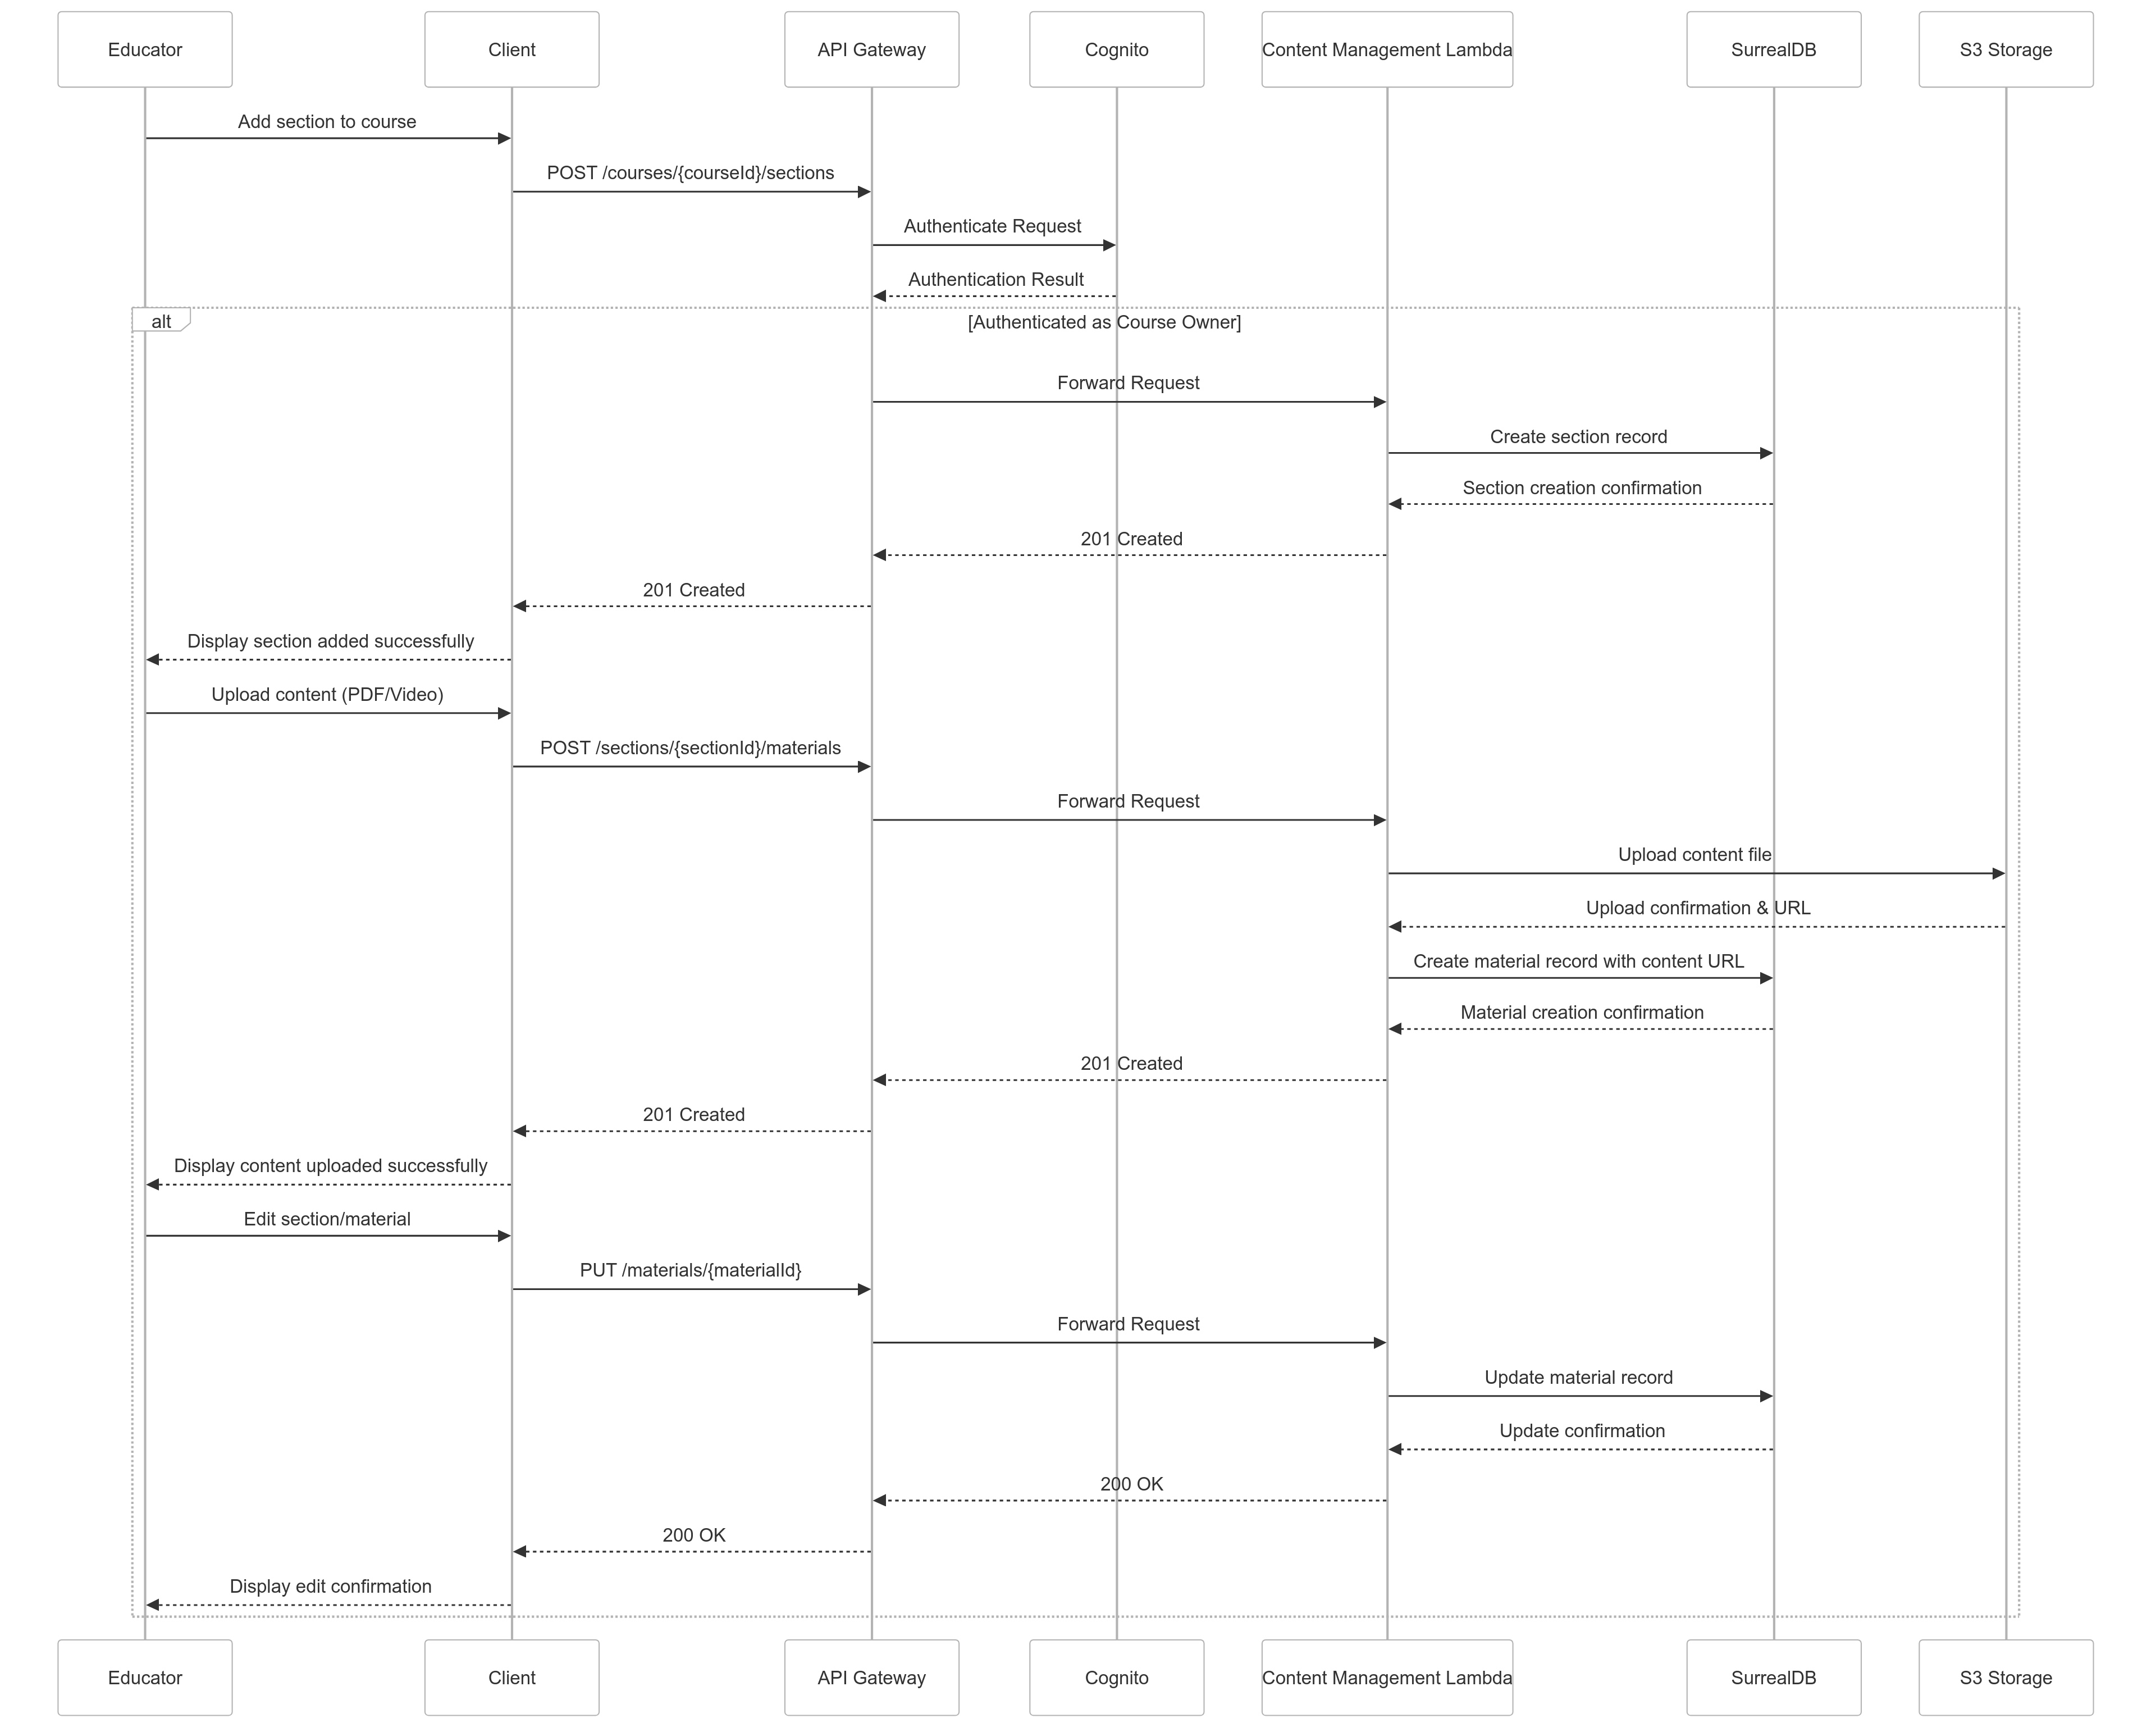 Educator
Client
API Gateway
Cognito
Content Management Lambda
SurrealDB
S3 Storage
Add section to course
POST /courses/{courseId}/sections
Authenticate Request
Authentication Result
alt
[Authenticated as Course Owner]
Forward Request
Create section record
Section creation confirmation
201 Created
201 Created
Display section added successfully
Upload content (PDF/Video)
POST /sections/{sectionId}/materials
Forward Request
Upload content file
Upload confirmation & URL
Create material record with content URL
Material creation confirmation
201 Created
201 Created
Display content uploaded successfully
Edit section/material
PUT /materials/{materialId}
Forward Request
Update material record
Update confirmation
200 OK
200 OK
Display edit confirmation
Educator
Client
API Gateway
Cognito
Content Management Lambda
SurrealDB
S3 Storage